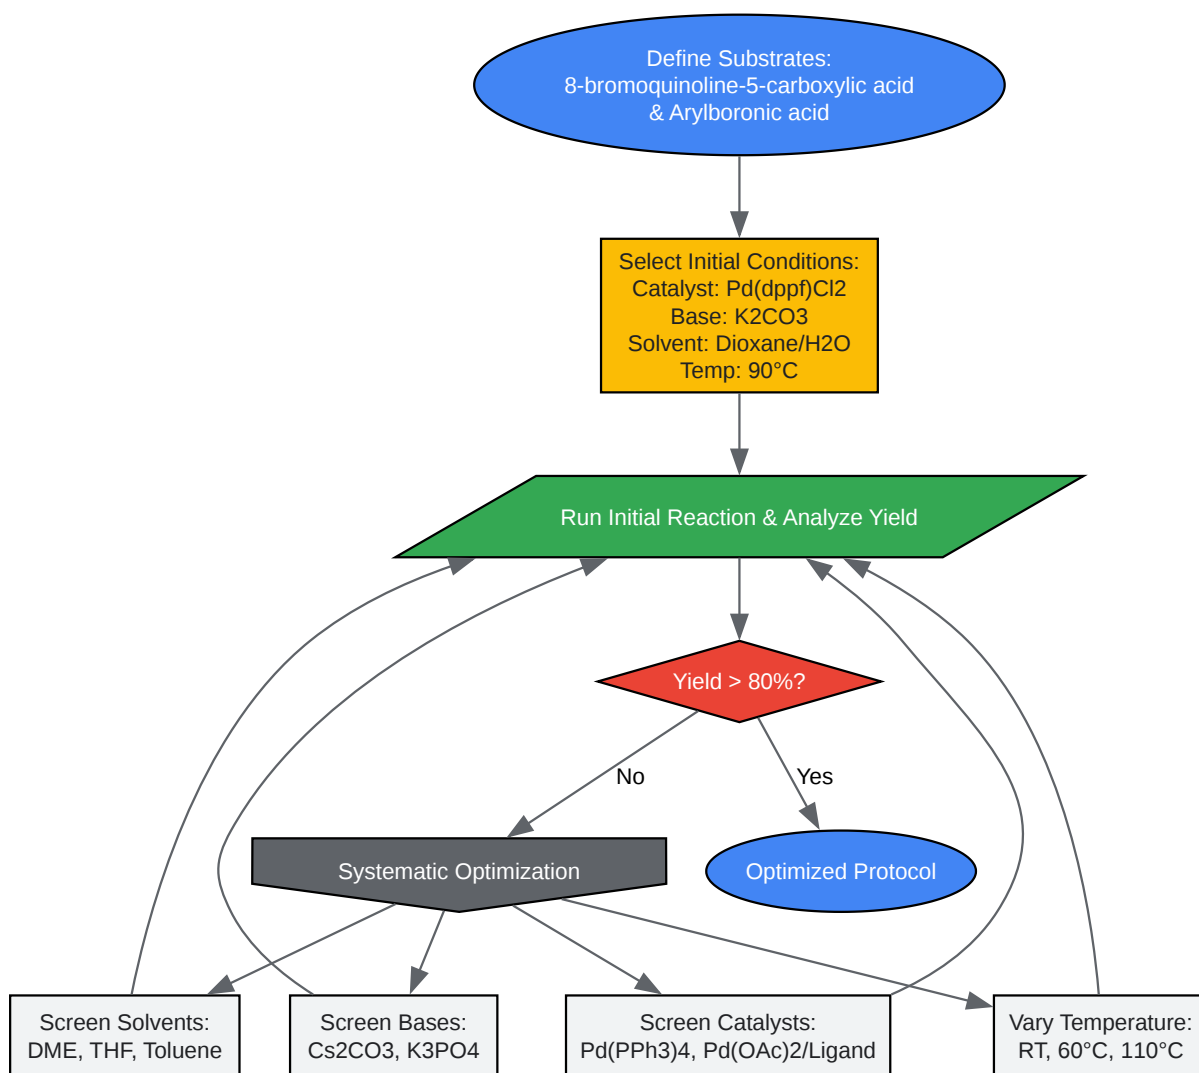 Define Substrates:
8-bromoquinoline-5-carboxylic acid
& Arylboronic acid
Select Initial Conditions:
Catalyst: Pd(dppf)Cl2
Base: K2CO3
Solvent: Dioxane/H2O
Temp: 90°C
Run Initial Reaction & Analyze Yield
Yield > 80%?
No
Yes
Systematic Optimization
Optimized Protocol
Screen Solvents:
DME, THF, Toluene
Screen Bases:
Cs2CO3, K3PO4
Screen Catalysts:
Pd(PPh3)4, Pd(OAc)2/Ligand
Vary Temperature:
RT, 60°C, 110°C